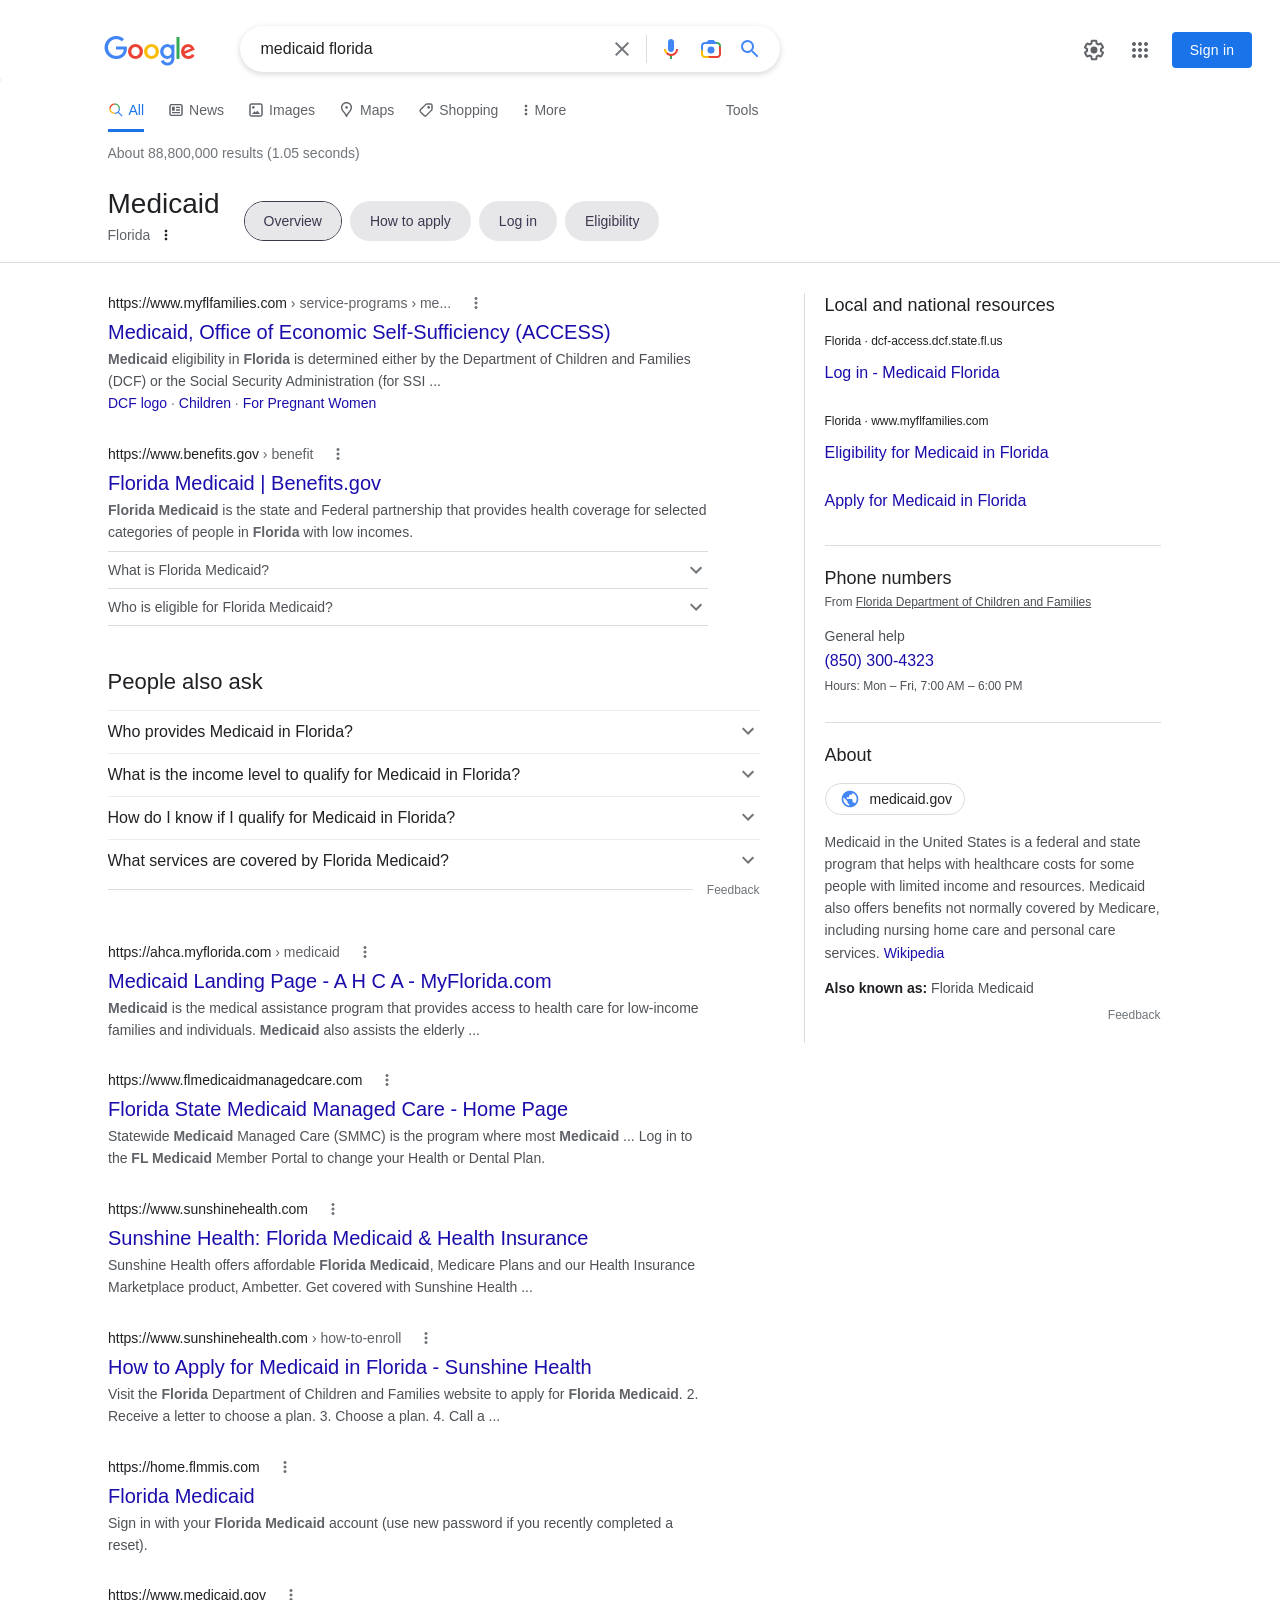 Google
medicaid florida
Sign in
All
News
Images
Maps
Shopping
More
Tools
About 88,800,000 results (1.05 seconds)
Medicaid
Florida
Overview
How to apply
Log in
Eligibility
https://www.myflfamilies.com › service-programs › me...
Medicaid, Office of Economic Self-Sufficiency (ACCESS)
Medicaid eligibility in Florida is determined either by the Department of Children and Families
(DCF) or the Social Security Administration (for SSI ...
DCF logo · Children · For Pregnant Women
https://www.benefits.gov › benefit
Florida Medicaid | Benefits.gov
Florida Medicaid is the state and Federal partnership that provides health coverage for selected
categories of people in Florida with low incomes.
What is Florida Medicaid?
Who is eligible for Florida Medicaid?
People also ask
Who provides Medicaid in Florida?
What is the income level to qualify for Medicaid in Florida?
How do I know if I qualify for Medicaid in Florida?
What services are covered by Florida Medicaid?
Feedback
https://ahca.myflorida.com › medicaid
Medicaid Landing Page - A H C A - MyFlorida.com
Medicaid is the medical assistance program that provides access to health care for low-income
families and individuals. Medicaid also assists the elderly ...
https://www.flmedicaidmanagedcare.com
Florida State Medicaid Managed Care - Home Page
Statewide Medicaid Managed Care (SMMC) is the program where most Medicaid ... Log in to
the FL Medicaid Member Portal to change your Health or Dental Plan.
https://www.sunshinehealth.com
Sunshine Health: Florida Medicaid & Health Insurance
Sunshine Health offers affordable Florida Medicaid, Medicare Plans and our Health Insurance
Marketplace product, Ambetter. Get covered with Sunshine Health ...
https://www.sunshinehealth.com › how-to-enroll
How to Apply for Medicaid in Florida - Sunshine Health
Visit the Florida Department of Children and Families website to apply for Florida Medicaid. 2.
Receive a letter to choose a plan. 3. Choose a plan. 4. Call a ...
https://home.flmmis.com
Florida Medicaid
Sign in with your Florida Medicaid account (use new password if you recently completed a
reset).
https://www.medicaid.gov
Local and national resources
Florida · dcf-access.dcf.state.fl.us
Log in - Medicaid Florida
Florida · www.myflfamilies.com
Eligibility for Medicaid in Florida
Apply for Medicaid in Florida
Phone numbers
From Florida Department of Children and Families
General help
(850) 300-4323
Hours: Mon – Fri, 7:00 AM – 6:00 PM
About
medicaid.gov
Medicaid in the United States is a federal and state
program that helps with healthcare costs for some
people with limited income and resources. Medicaid
also offers benefits not normally covered by Medicare,
including nursing home care and personal care
services. Wikipedia
Also known as: Florida Medicaid
Feedback